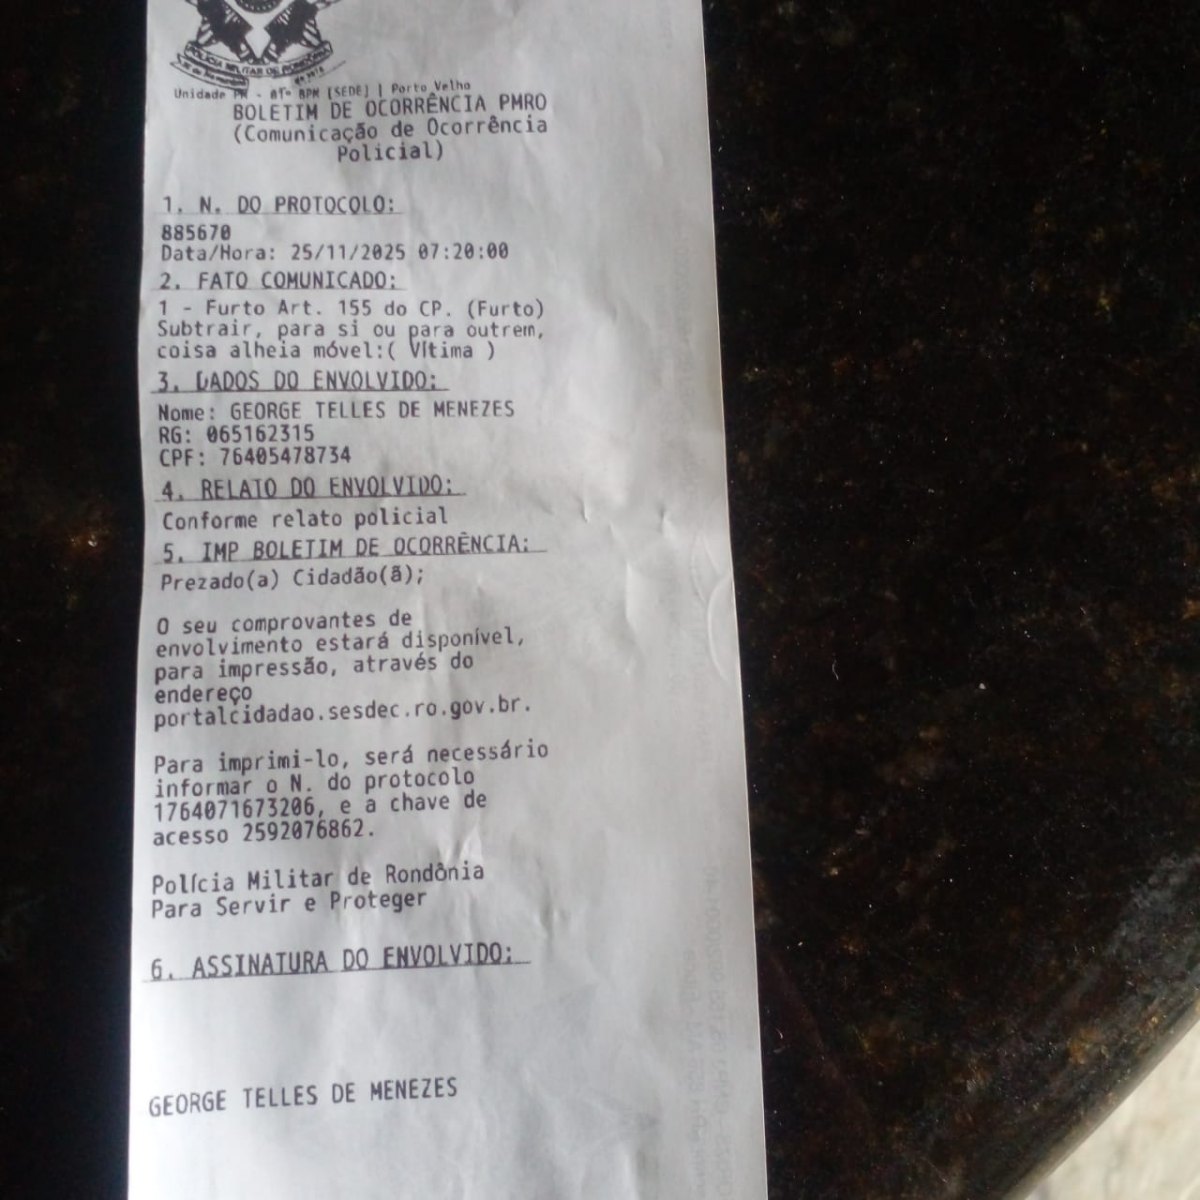 POLÍCIA MILITAR DE RONDÔNIA
Unidade PM - 01º BPM [SEDE] | Porto Velho
BOLETIM DE OCORRÊNCIA PMRO
(Comunicação de Ocorrência
Policial)
1. N. DO PROTOCOLO:
885670
Data/Hora: 25/11/2025 07:20:00
2. FATO COMUNICADO:
1 - Furto Art. 155 do CP. (Furto)
Subtrair, para si ou para outrem,
coisa alheia móvel:( Vítima )
3. DADOS DO ENVOLVIDO:
Nome: GEORGE TELLES DE MENEZES
RG: 065162315
CPF: 76405478734
4. RELATO DO ENVOLVIDO:
Conforme relato policial
5. IMP BOLETIM DE OCORRÊNCIA:
Prezado(a) Cidadão(ã);
O seu comprovantes de
envolvimento estará disponível,
para impressão, através do
endereço
portalcidadao.sesdec.ro.gov.br.
Para imprimi-lo, será necessário
informar o N. do protocolo
1764071673206, e a chave de
acesso 2592076862.
Polícia Militar de Rondônia
Para Servir e Proteger
6. ASSINATURA DO ENVOLVIDO:
GEORGE TELLES DE MENEZES